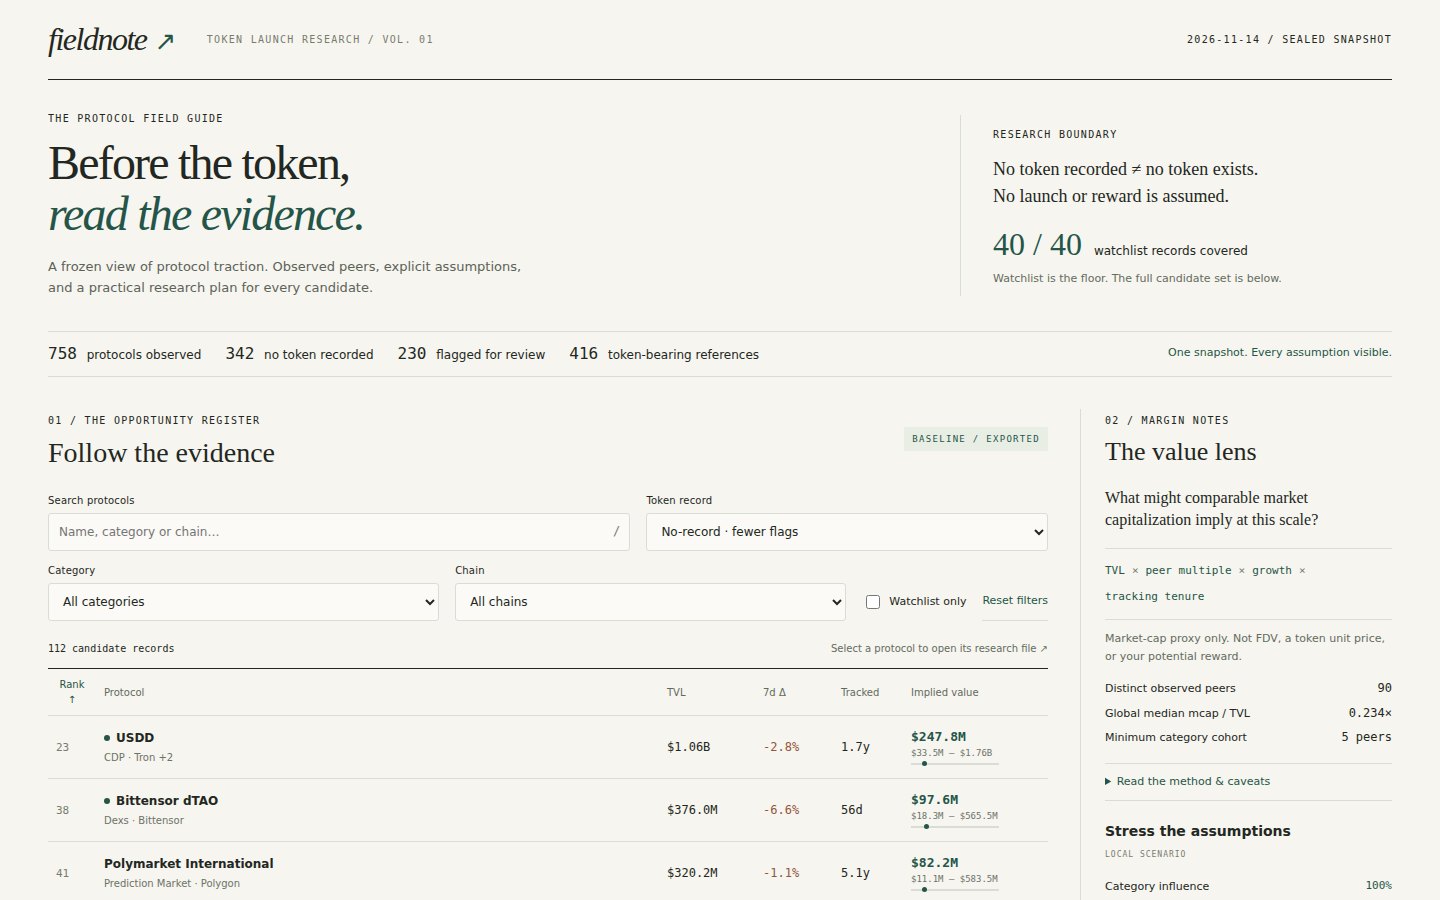 fieldnote ↗
TOKEN LAUNCH RESEARCH / VOL. 01
2026-11-14 / SEALED SNAPSHOT
THE PROTOCOL FIELD GUIDE
Before the token,
read the evidence.
A frozen view of protocol traction. Observed peers, explicit assumptions,
and a practical research plan for every candidate.
RESEARCH BOUNDARY
No token recorded ≠ no token exists.
No launch or reward is assumed.
40 / 40 watchlist records covered
Watchlist is the floor. The full candidate set is below.
758 protocols observed 342 no token recorded 230 flagged for review 416 token-bearing references
One snapshot. Every assumption visible.
01 / THE OPPORTUNITY REGISTER
Follow the evidence
BASELINE / EXPORTED
Search protocols
Name, category or chain… /
Token record
No-record · fewer flags
Category
All categories
Chain
All chains
Watchlist only
Reset filters
112 candidate records
Select a protocol to open its research file ↗
Rank ↑ Protocol TVL 7d Δ Tracked Implied value
23 USDD $1.06B -2.8% 1.7y $247.8M
CDP · Tron +2 $33.5M — $1.76B
38 Bittensor dTAO $376.0M -6.6% 56d $97.6M
Dexs · Bittensor $18.3M — $565.5M
41 Polymarket International $320.2M -1.1% 5.1y $82.2M
Prediction Market · Polygon $11.1M — $583.5M
02 / MARGIN NOTES
The value lens
What might comparable market
capitalization imply at this scale?
TVL × peer multiple × growth ×
tracking tenure
Market-cap proxy only. Not FDV, a token unit price,
or your potential reward.
Distinct observed peers 90
Global median mcap / TVL 0.234×
Minimum category cohort 5 peers
▶ Read the method & caveats
Stress the assumptions
LOCAL SCENARIO
Category influence 100%